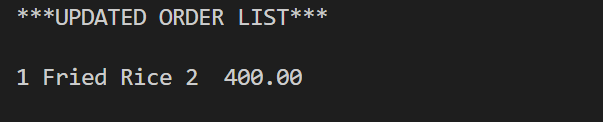 ***UPDATED ORDER LIST***
1 Fried Rice 2  400.00